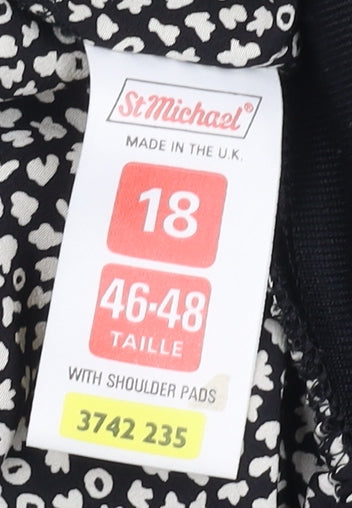 St Michael®
MADE IN THE U.K.
18
46-48
TAILLE
WITH SHOULDER PADS
3742 235